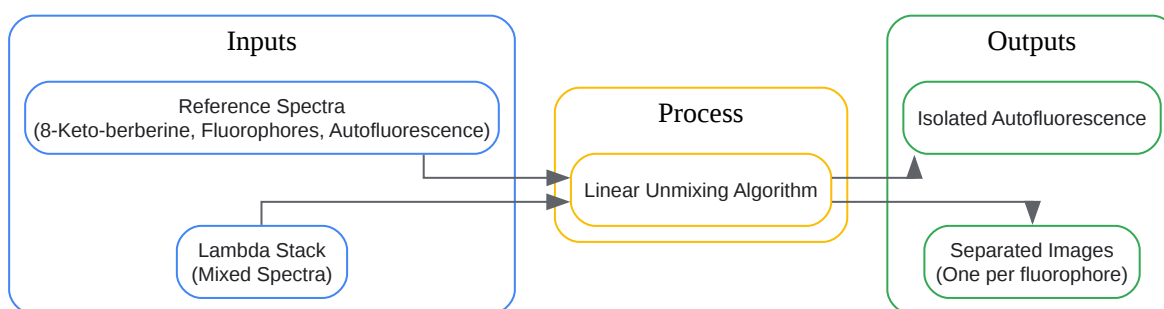 Inputs
Reference Spectra
(8-Keto-berberine, Fluorophores, Autofluorescence)
Lambda Stack
(Mixed Spectra)
Process
Linear Unmixing Algorithm
Outputs
Isolated Autofluorescence
Separated Images
(One per fluorophore)